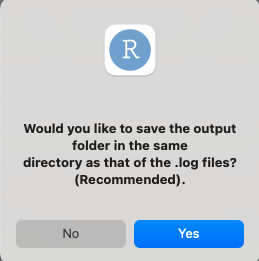 R
Would you like to save the output
folder in the same
directory as that of the .log files?
(Recommended).
No
Yes